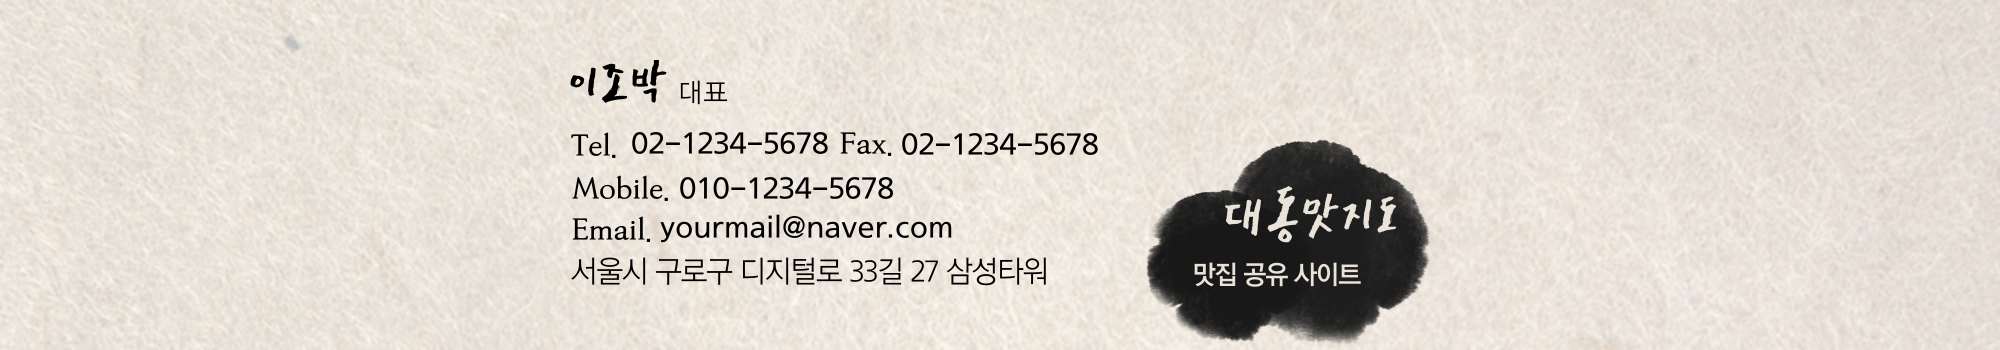 이조박 대표
Tel. 02-1234-5678 Fax. 02-1234-5678
Mobile. 010-1234-5678
Email. yourmail@naver.com
서울시 구로구 디지털로 33길 27 삼성타워
대동맛지도
맛집 공유 사이트